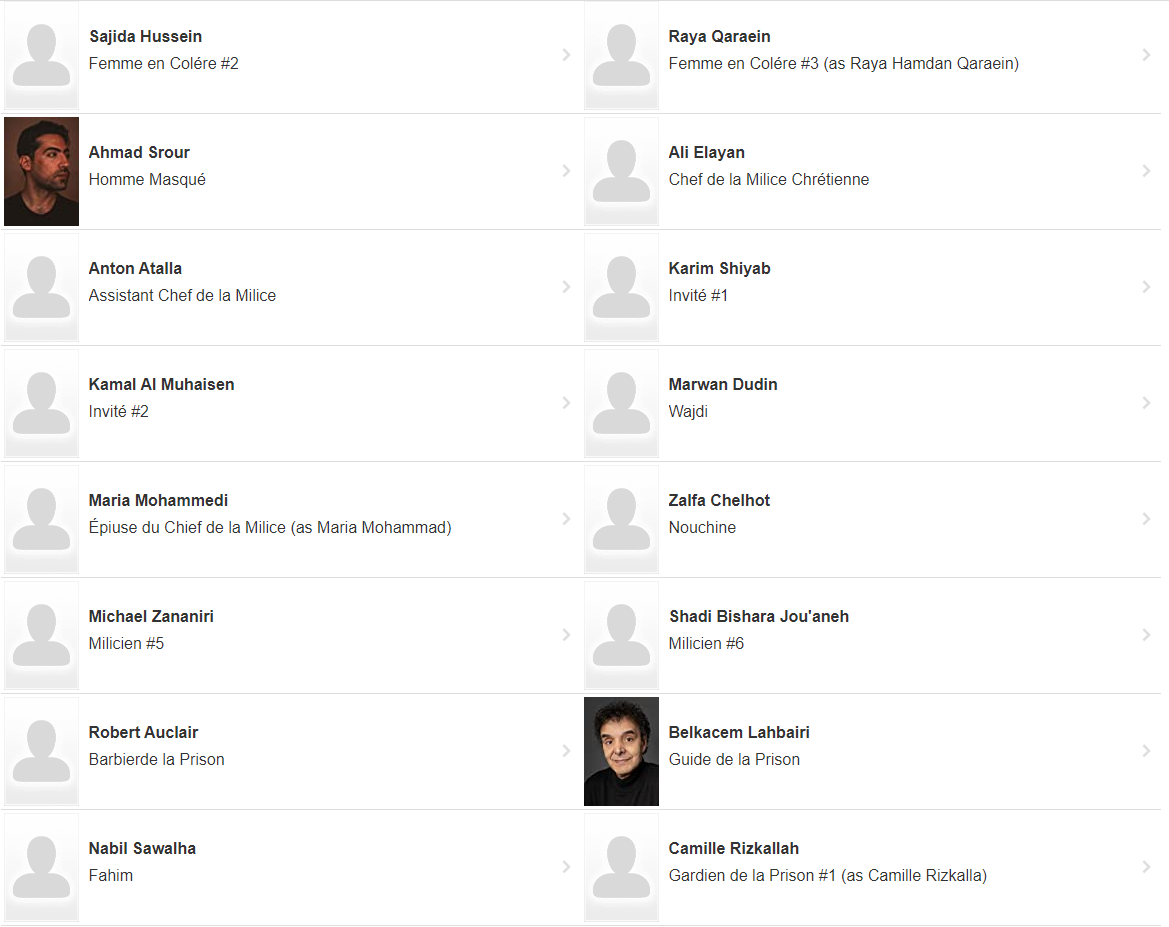 Sajida Hussein
Femme en Colére #2
Raya Qaraein
Femme en Colére #3 (as Raya Hamdan Qaraein)
Ahmad Srour
Homme Masqué
Ali Elayan
Chef de la Milice Chrétienne
Anton Atalla
Assistant Chef de la Milice
Karim Shiyab
Invité #1
Kamal Al Muhaisen
Invité #2
Marwan Dudin
Wajdi
Maria Mohammedi
Épiuse du Chief de la Milice (as Maria Mohammad)
Zalfa Chelhot
Nouchine
Michael Zananiri
Milicien #5
Shadi Bishara Jou'aneh
Milicien #6
Robert Auclair
Barbierde la Prison
Belkacem Lahbairi
Guide de la Prison
Nabil Sawalha
Fahim
Camille Rizkallah
Gardien de la Prison #1 (as Camille Rizkalla)